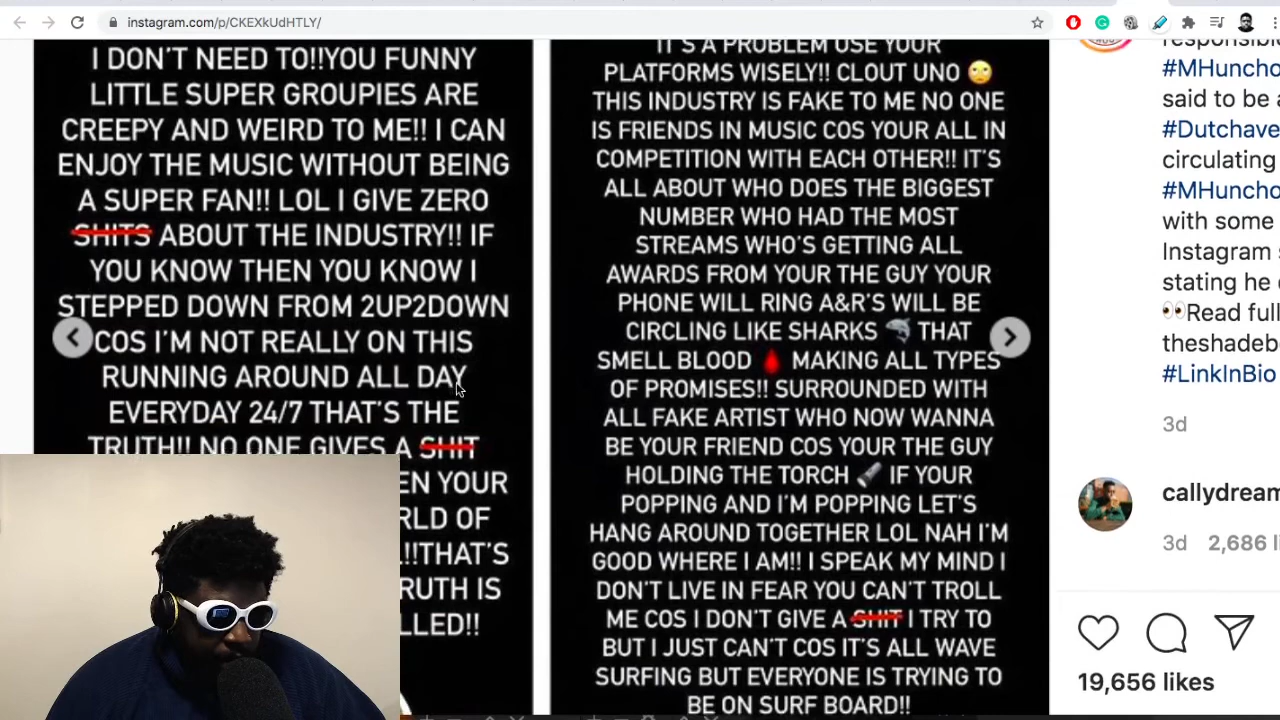 instagram.com/p/CKEXkUdHTLY/
I DON'T NEED TO!!YOU FUNNY
LITTLE SUPER GROUPIES ARE
CREEPY AND WEIRD TO ME!! I CAN
ENJOY THE MUSIC WITHOUT BEING
A SUPER FAN!! LOL I GIVE ZERO
SHITS ABOUT THE INDUSTRY!! IF
YOU KNOW THEN YOU KNOW I
STEPPED DOWN FROM 2UP2DOWN
COS I'M NOT REALLY ON THIS
RUNNING AROUND ALL DAY
EVERYDAY 24/7 THAT'S THE
TRUTH!! NO ONE GIVES A SHIT
EN YOUR
RLD OF
!!THAT'S
RUTH IS
LLED!!
IT'S A PROBLEM USE YOUR
PLATFORMS WISELY!! CLOUT UNO 🙄
THIS INDUSTRY IS FAKE TO ME NO ONE
IS FRIENDS IN MUSIC COS YOUR ALL IN
COMPETITION WITH EACH OTHER!! IT'S
ALL ABOUT WHO DOES THE BIGGEST
NUMBER WHO HAD THE MOST
STREAMS WHO'S GETTING ALL
AWARDS FROM YOUR THE GUY YOUR
PHONE WILL RING A&R'S WILL BE
CIRCLING LIKE SHARKS 🦈 THAT
SMELL BLOOD 🩸 MAKING ALL TYPES
OF PROMISES!! SURROUNDED WITH
ALL FAKE ARTIST WHO NOW WANNA
BE YOUR FRIEND COS YOUR THE GUY
HOLDING THE TORCH 🔦 IF YOUR
POPPING AND I'M POPPING LET'S
HANG AROUND TOGETHER LOL NAH I'M
GOOD WHERE I AM!! I SPEAK MY MIND I
DON'T LIVE IN FEAR YOU CAN'T TROLL
ME COS I DON'T GIVE A SHIT I TRY TO
BUT I JUST CAN'T COS IT'S ALL WAVE
SURFING BUT EVERYONE IS TRYING TO
BE ON SURF BOARD!!
responsib
#MHuncho
said to be a
#Dutchave
circulating
#MHuncho
with some
Instagram s
stating he
👀Read full
theshadeb
#LinkInBio
3d
callydream
3d 2,686 li
19,656 likes